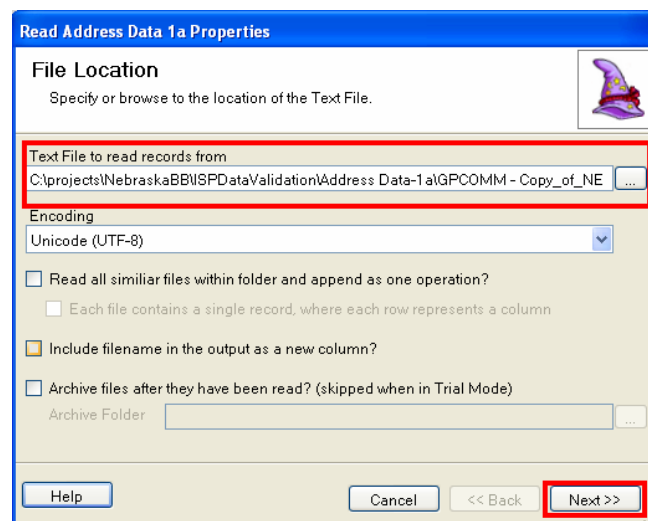 Read Address Data 1a Properties
File Location
Specify or browse to the location of the Text File.
Text File to read records from
C:\projects\NebraskaBB\ISPDataValidation\Address Data-1a\GPCOMM - Copy_of_NE
...
Encoding
Unicode (UTF-8)
Read all similiar files within folder and append as one operation?
Each file contains a single record, where each row represents a column
Include filename in the output as a new column?
Archive files after they have been read? (skipped when in Trial Mode)
Archive Folder
...
Help
Cancel
<< Back
Next >>